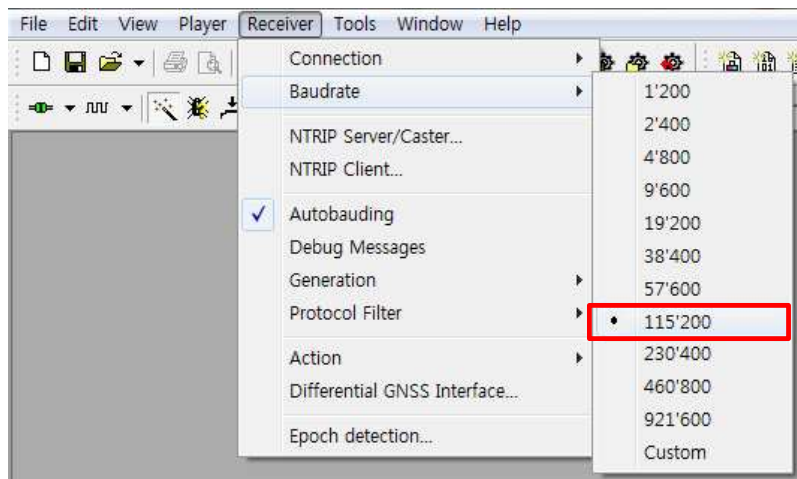 File Edit View Player Receiver Tools Window Help
Connection
Baudrate
NTRIP Server/Caster...
NTRIP Client...
Autobauding
Debug Messages
Generation
Protocol Filter
Action
Differential GNSS Interface...
Epoch detection...
1'200
2'400
4'800
9'600
19'200
38'400
57'600
115'200
230'400
460'800
921'600
Custom